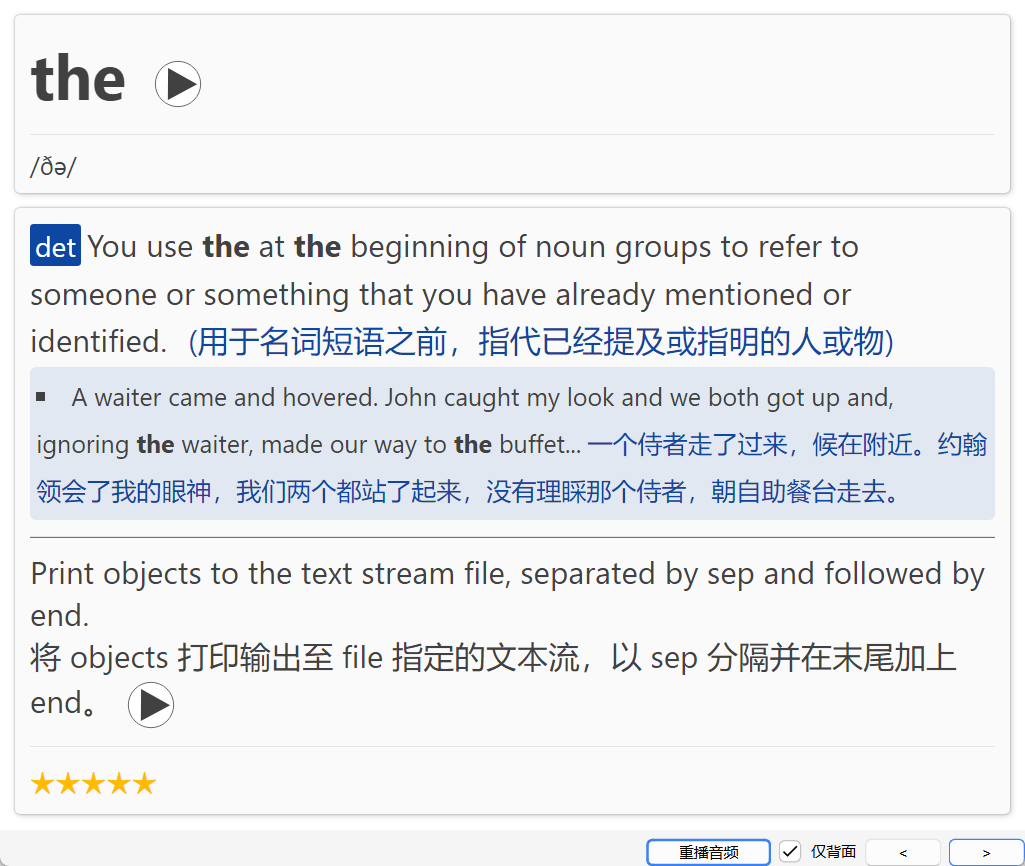 the
/ðə/
det You use the at the beginning of noun groups to refer to
someone or something that you have already mentioned or
identified.（用于名词短语之前，指代已经提及或指明的人或物)
▪ A waiter came and hovered. John caught my look and we both got up and,
ignoring the waiter, made our way to the buffet... 一个侍者走了过来，候在附近。约翰
领会了我的眼神，我们两个都站了起来，没有理睬那个侍者，朝自助餐台走去。
Print objects to the text stream file, separated by sep and followed by
end.
将 objects 打印输出至 file 指定的文本流，以 sep 分隔并在末尾加上
end。
★★★★★
重播音频 ✓ 仅背面 < >